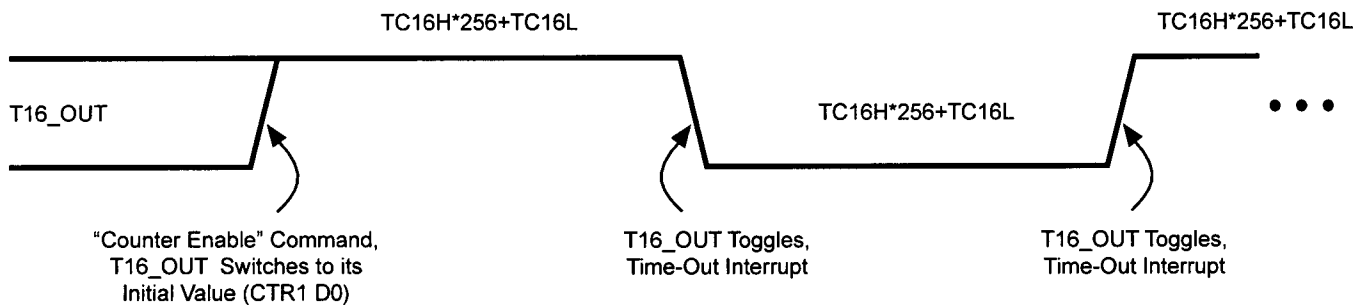 TC16H*256+TC16L
TC16H*256+TC16L
T16_OUT
TC16H*256+TC16L
“Counter Enable” Command,
T16_OUT Switches to its
Initial Value (CTR1 D0)
T16_OUT Toggles,
Time-Out Interrupt
T16_OUT Toggles,
Time-Out Interrupt